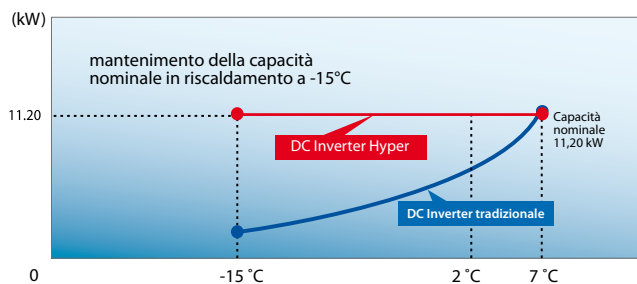 (kW)
mantenimento della capacità
nominale in riscaldamento a -15°C
11.20
Capacità
nominale
11,20 kW
DC Inverter Hyper
DC Inverter tradizionale
0
-15 °C
2 °C
7 °C